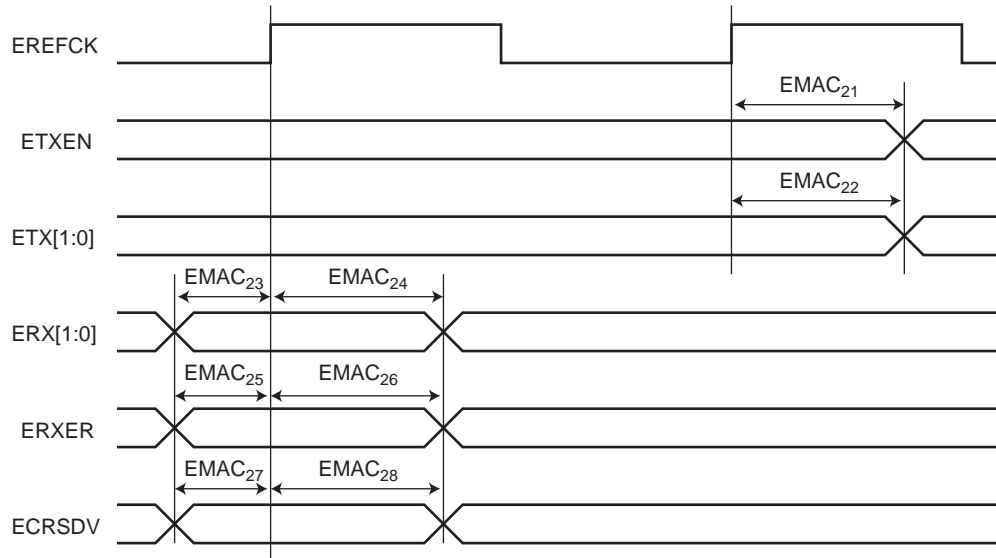 EREFCK
EMAC21
ETXEN
EMAC22
ETX[1:0]
EMAC23 EMAC24
ERX[1:0]
EMAC25 EMAC26
ERXER
EMAC27 EMAC28
ECRSDV